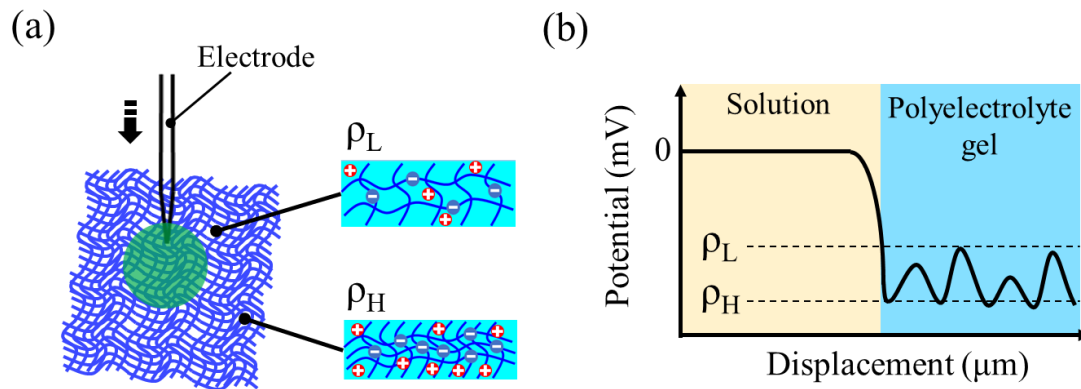 (a)
Electrode
ρL
ρH
(b)
Solution
Polyelectrolyte
gel
0
ρL
ρH
Potential (mV)
Displacement (μm)